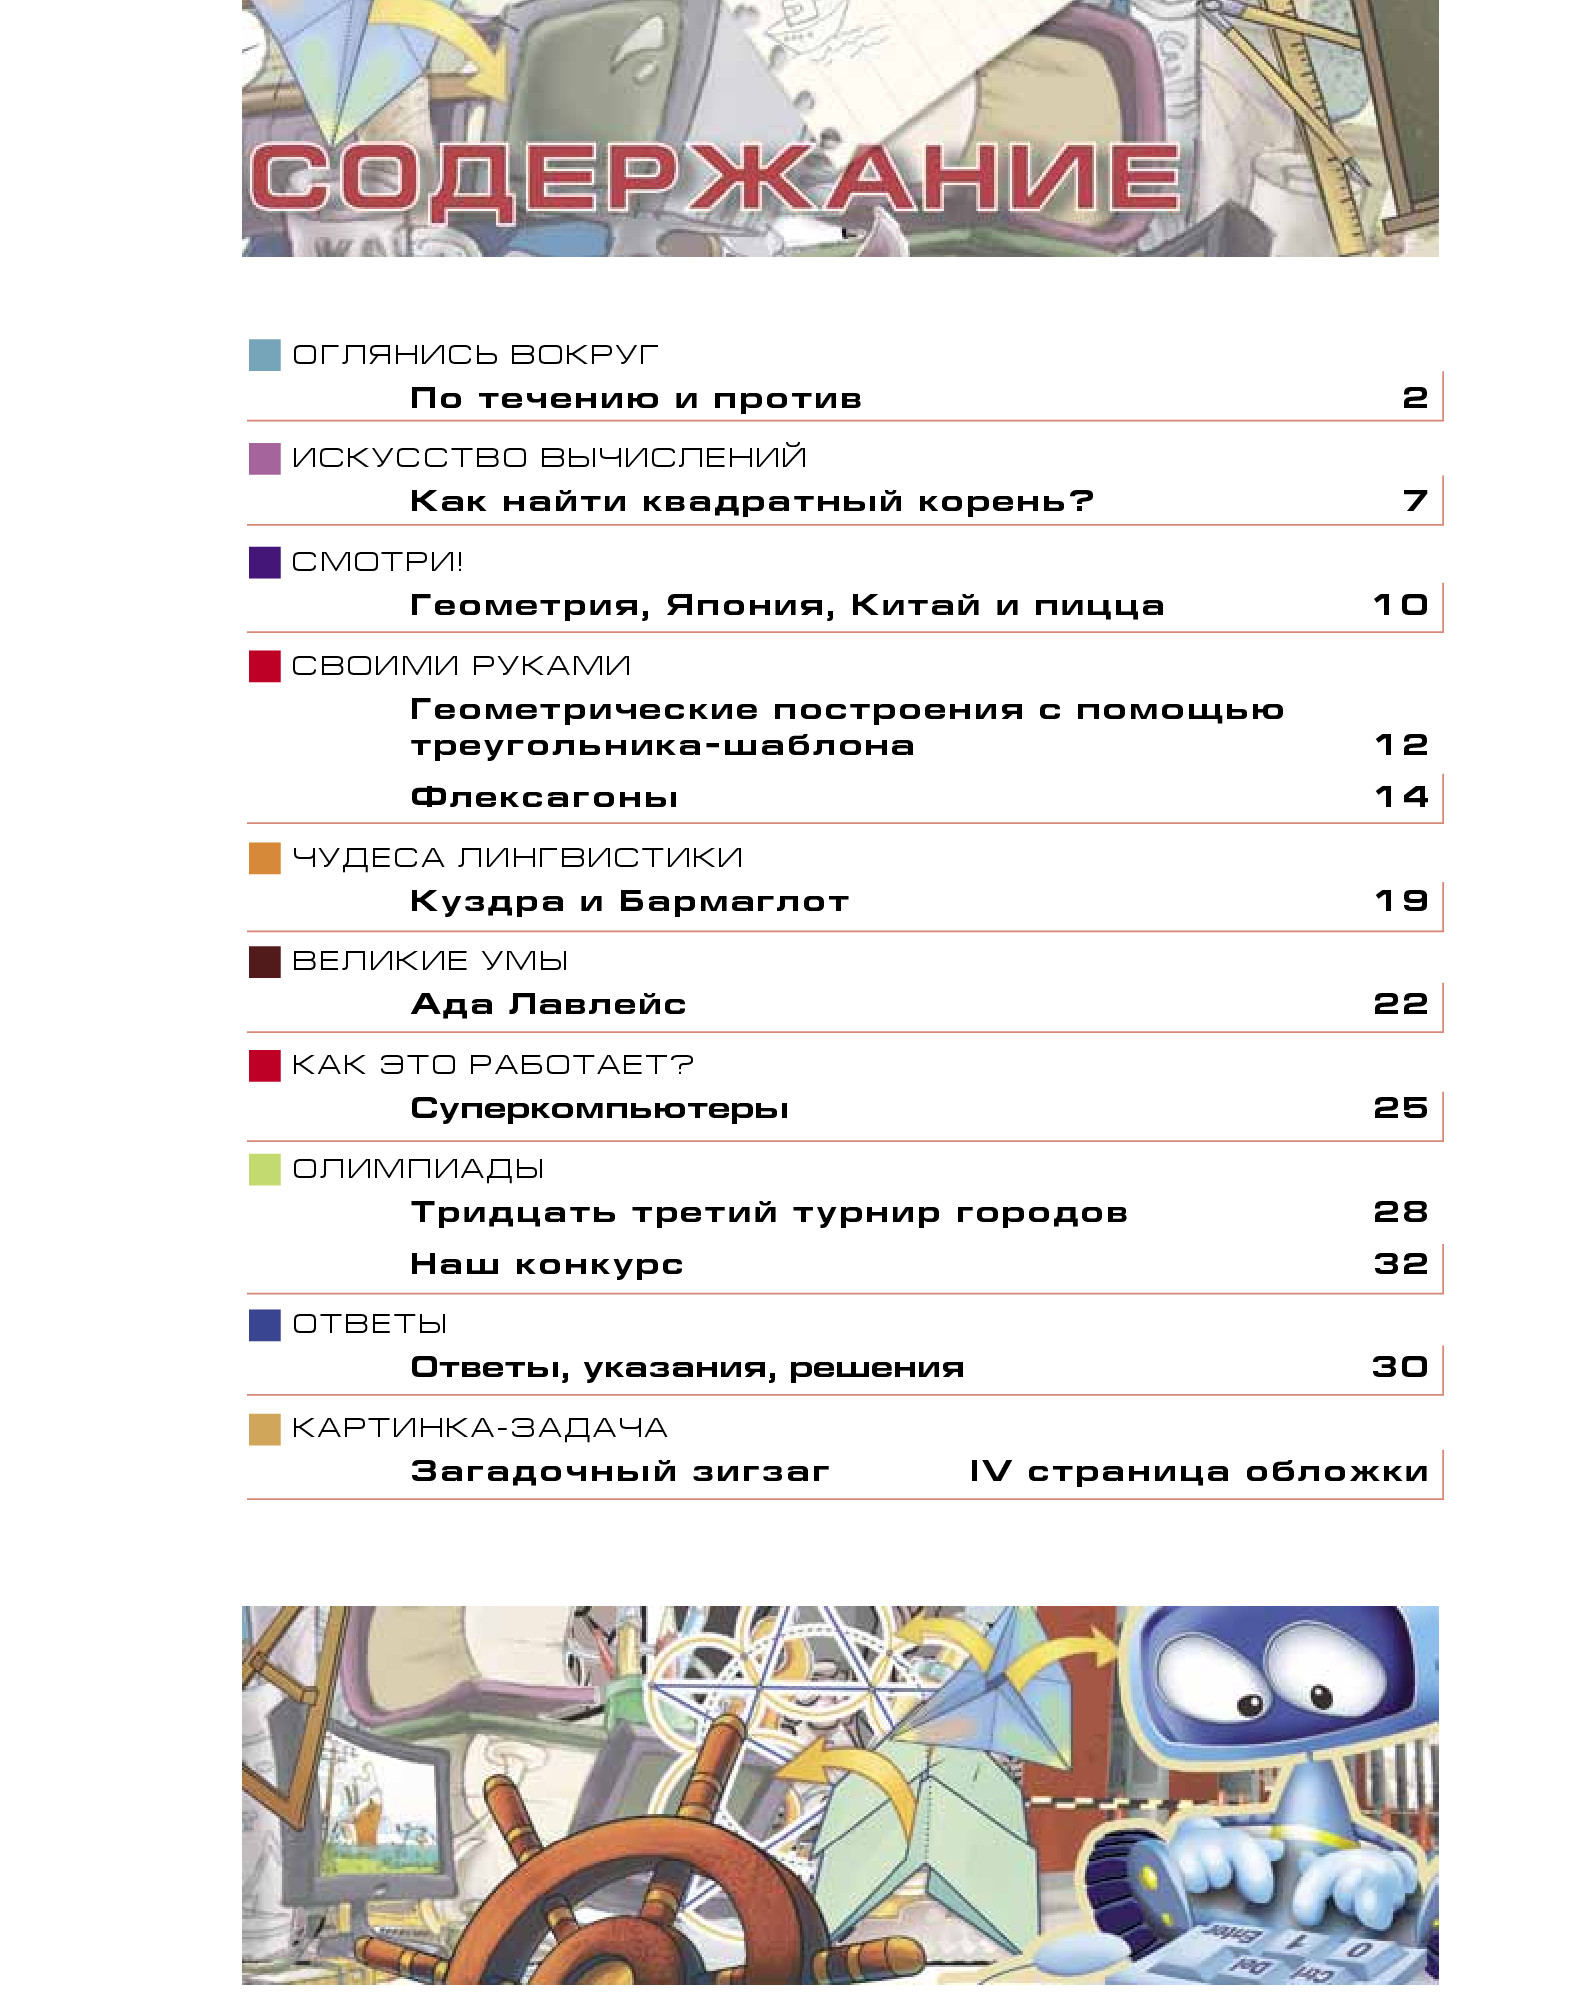 СОДЕРЖАНИЕ
ОГЛЯНИСЬ ВОКРУГ
По течению и против 2
ИСКУССТВО ВЫЧИСЛЕНИЙ
Как найти квадратный корень? 7
СМОТРИ!
Геометрия, Япония, Китай и пицца 10
СВОИМИ РУКАМИ
Геометрические построения с помощью
треугольника-шаблона 12
Флексагоны 14
ЧУДЕСА ЛИНГВИСТИКИ
Куздра и Бармаглот 19
ВЕЛИКИЕ УМЫ
Ада Лавлейс 22
КАК ЭТО РАБОТАЕТ?
Суперкомпьютеры 25
ОЛИМПИАДЫ
Тридцать третий турнир городов 28
Наш конкурс 32
ОТВЕТЫ
Ответы, указания, решения 30
КАРТИНКА-ЗАДАЧА
Загадочный зигзаг IV страница обложки
Enter 1 0
Del Ctrl